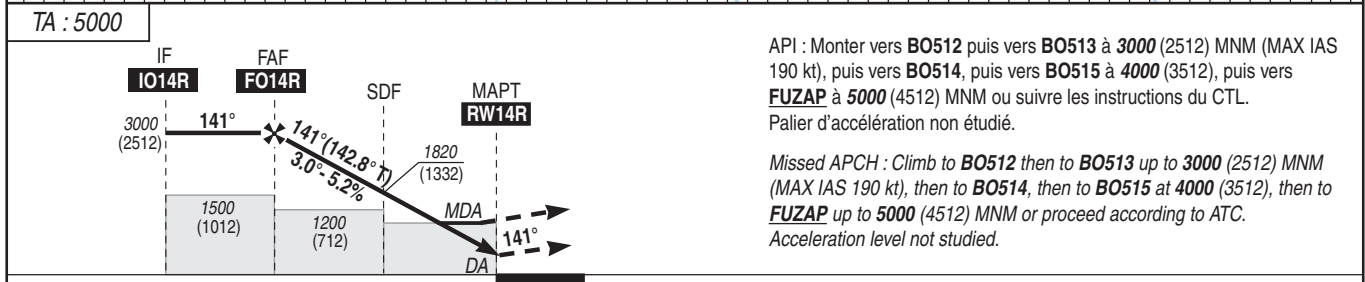 TA : 5000
IF
IO14R
FAF
FO14R
SDF
MAPT
RW14R
3000
(2512)
141°
141°(142.8° T)
3.0°- 5.2%
1820
(1332)
1500
(1012)
1200
(712)
MDA
141°
DA
API : Monter vers BO512 puis vers BO513 à 3000 (2512) MNM (MAX IAS
190 kt), puis vers BO514, puis vers BO515 à 4000 (3512), puis vers
FUZAP à 5000 (4512) MNM ou suivre les instructions du CTL.
Palier d'accélération non étudié.
Missed APCH : Climb to BO512 then to BO513 up to 3000 (2512) MNM
(MAX IAS 190 kt), then to BO514, then to BO515 at 4000 (3512), then to
FUZAP up to 5000 (4512) MNM or proceed according to ATC.
Acceleration level not studied.